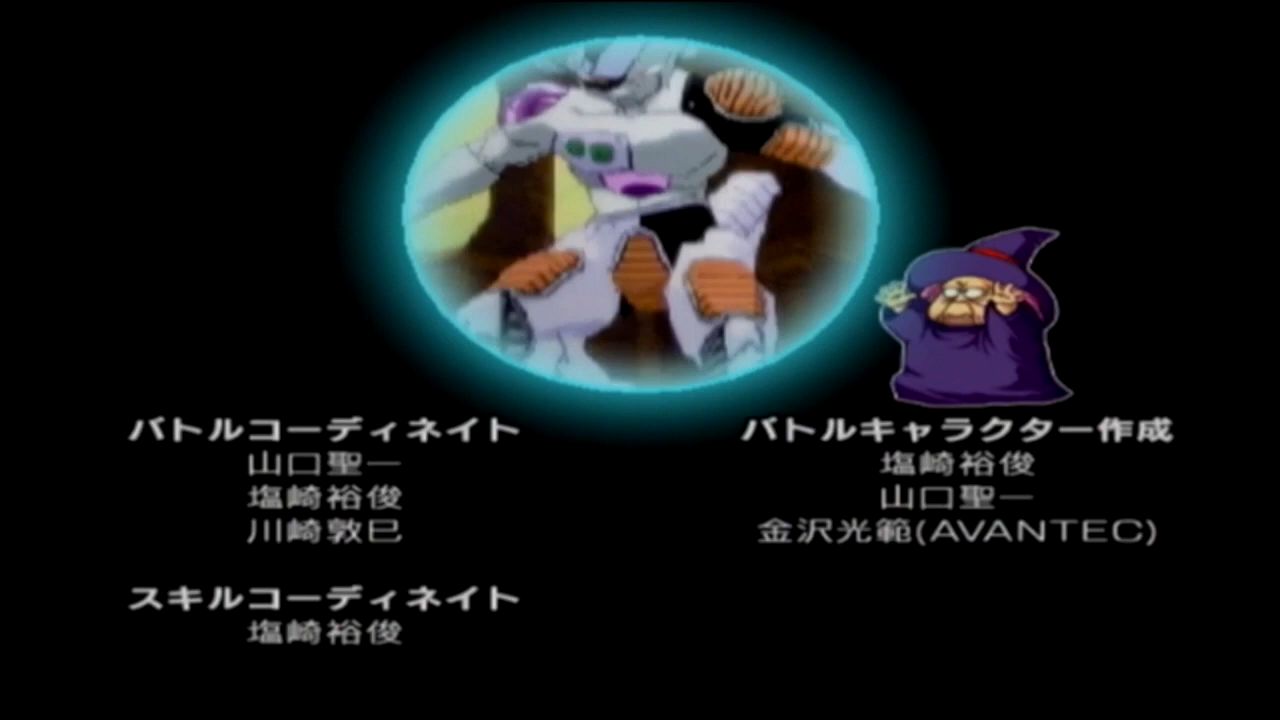 バトルコーディネイト
山口聖一
塩崎裕俊
川崎敦巳
スキルコーディネイト
塩崎裕俊
バトルキャラクター作成
塩崎裕俊
山口聖一
金沢光範(AVANTEC)